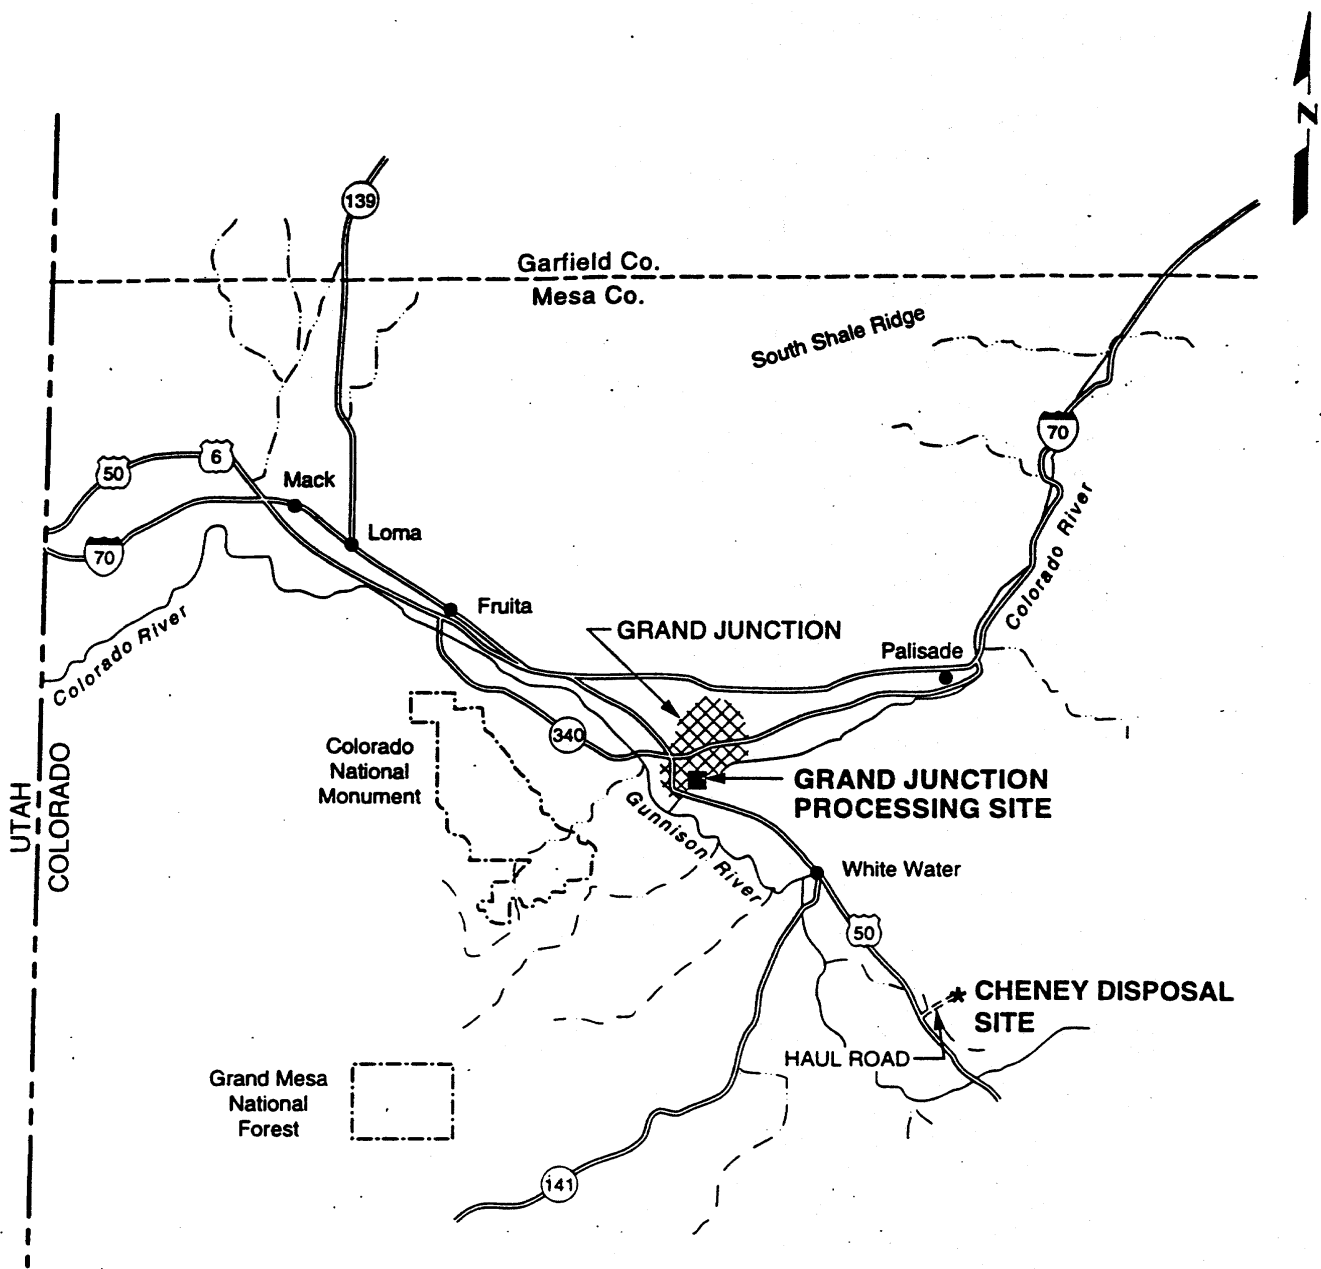 N
139
Garfield Co.
Mesa Co.
South Shale Ridge
70
6
50
Mack
Loma
70
Colorado River
Fruita
GRAND JUNCTION
Palisade
Colorado River
340
Colorado
National
Monument
GRAND JUNCTION
PROCESSING SITE
Gunnison River
UTAH
COLORADO
White Water
50
CHENEY DISPOSAL
SITE
HAUL ROAD
Grand Mesa
National
Forest
141